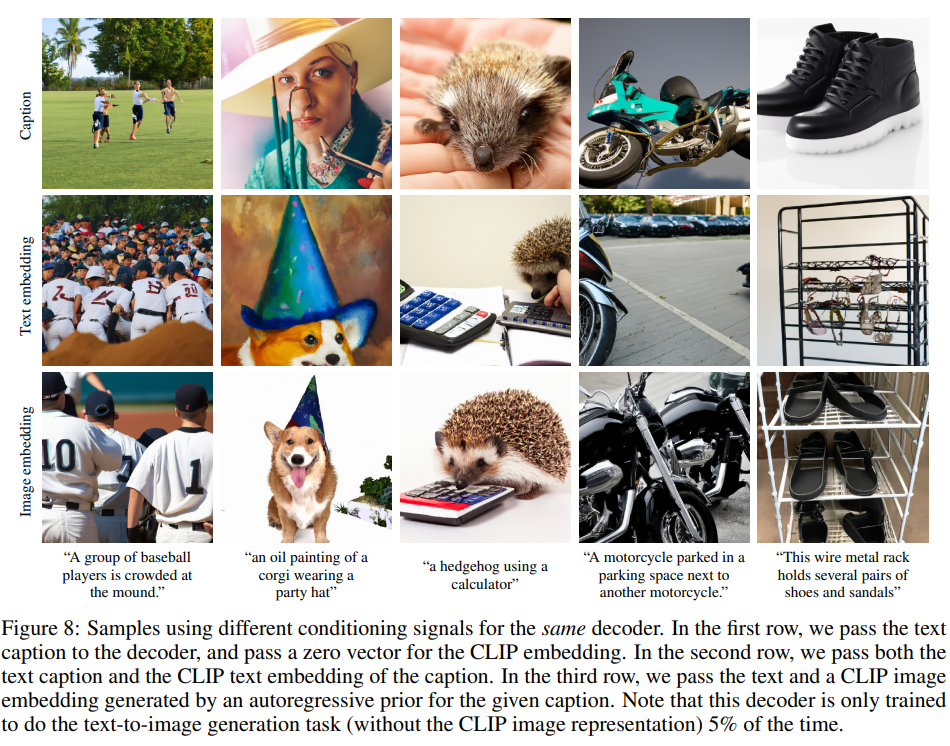 Caption
Text embedding
Image embedding
10
1
“A group of baseball
players is crowded at
the mound.”
“an oil painting of a
corgi wearing a
party hat”
“a hedgehog using a
calculator”
“A motorcycle parked in a
parking space next to
another motorcycle.”
“This wire metal rack
holds several pairs of
shoes and sandals”
Figure 8: Samples using different conditioning signals for the same decoder. In the first row, we pass the text
caption to the decoder, and pass a zero vector for the CLIP embedding. In the second row, we pass both the
text caption and the CLIP text embedding of the caption. In the third row, we pass the text and a CLIP image
embedding generated by an autoregressive prior for the given caption. Note that this decoder is only trained
to do the text-to-image generation task (without the CLIP image representation) 5% of the time.